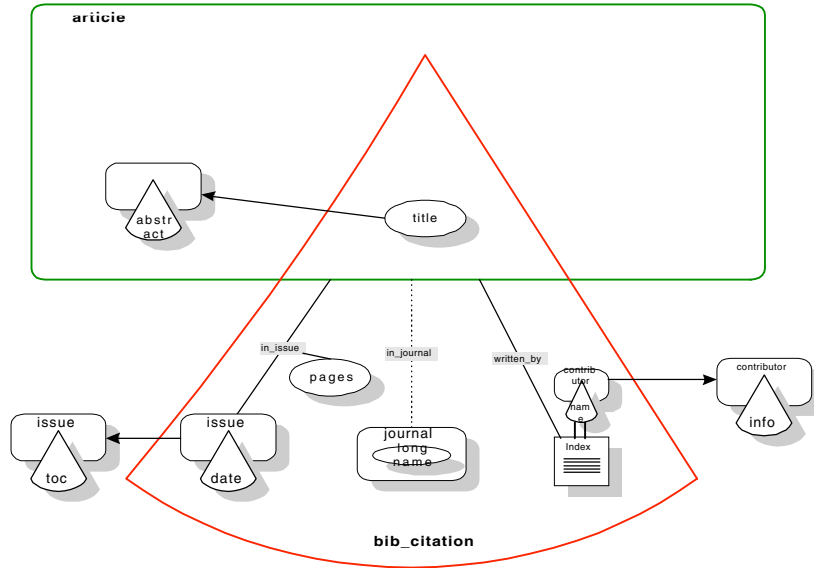 article
abstr
act
title
in_issue
in_journal
written_by
pages
contrib
utor
nam
e
contributor
info
issue
toc
issue
date
journal
long
name
Index
bib_citation